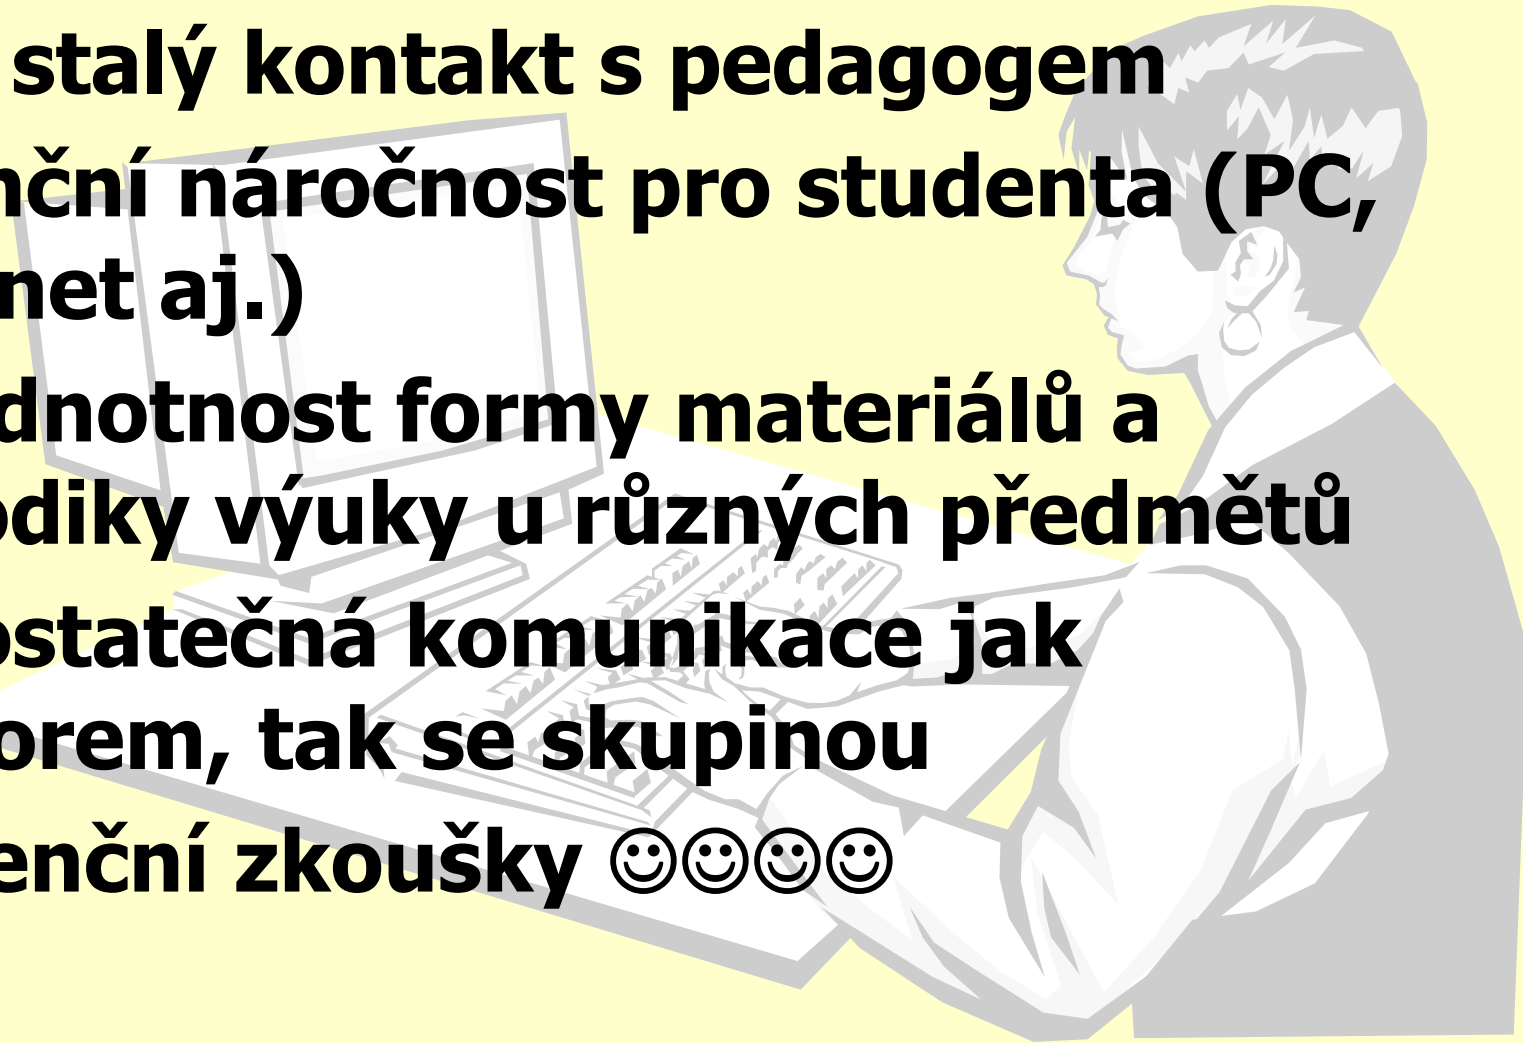 stalý kontakt s pedagogem
nční náročnost pro studenta (PC,
net aj.)
dnotnost formy materiálů a
odiky výuky u různých předmětů
ostatečná komunikace jak
orem, tak se skupinou
enční zkoušky ☺☺☺☺